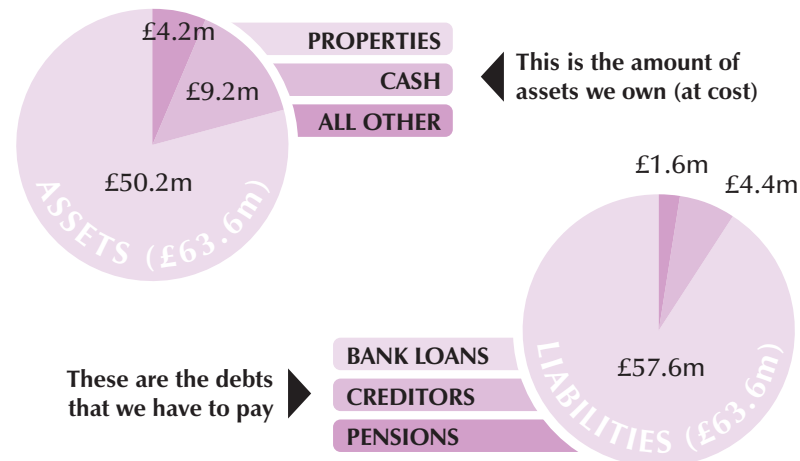 £4.2m
£9.2m
£50.2m
ASSETS (£63.6m)
PROPERTIES
CASH
ALL OTHER
This is the amount of
assets we own (at cost)
£1.6m
£4.4m
£57.6m
LIABILITIES (£63.6m)
These are the debts
that we have to pay
BANK LOANS
CREDITORS
PENSIONS